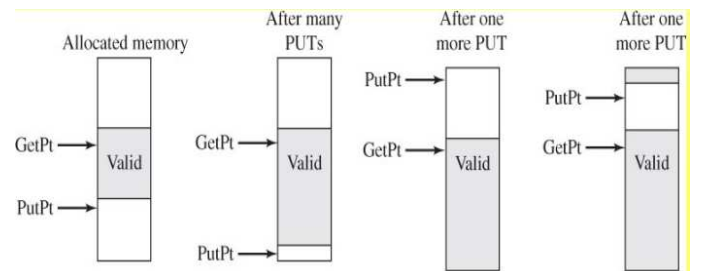 Allocated memory
GetPt
Valid
PutPt
After many
PUTs
GetPt
Valid
PutPt
After one
more PUT
PutPt
GetPt
Valid
After one
more PUT
PutPt
GetPt
Valid